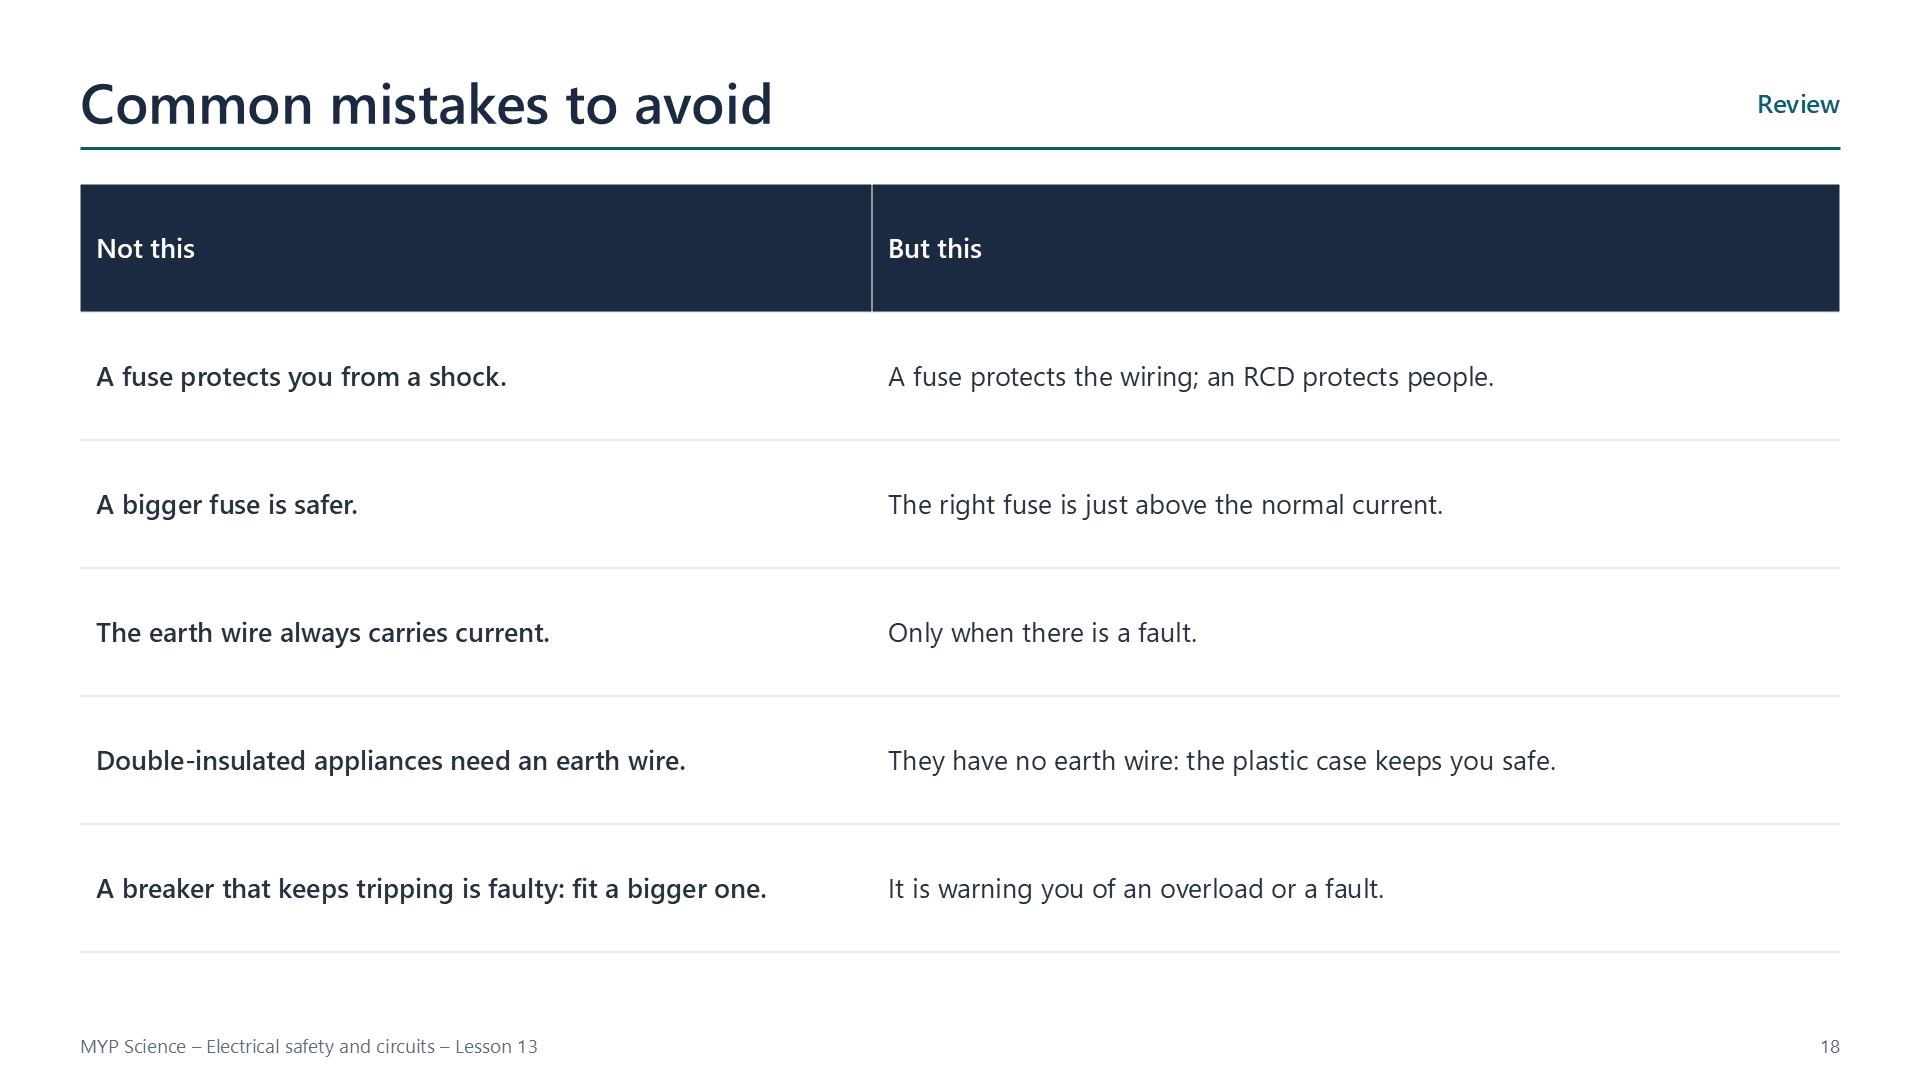 Common mistakes to avoid
Review
Not this
But this
A fuse protects you from a shock.
A fuse protects the wiring; an RCD protects people.
A bigger fuse is safer.
The right fuse is just above the normal current.
The earth wire always carries current.
Only when there is a fault.
Double-insulated appliances need an earth wire.
They have no earth wire: the plastic case keeps you safe.
A breaker that keeps tripping is faulty: fit a bigger one.
It is warning you of an overload or a fault.
MYP Science – Electrical safety and circuits – Lesson 13
18